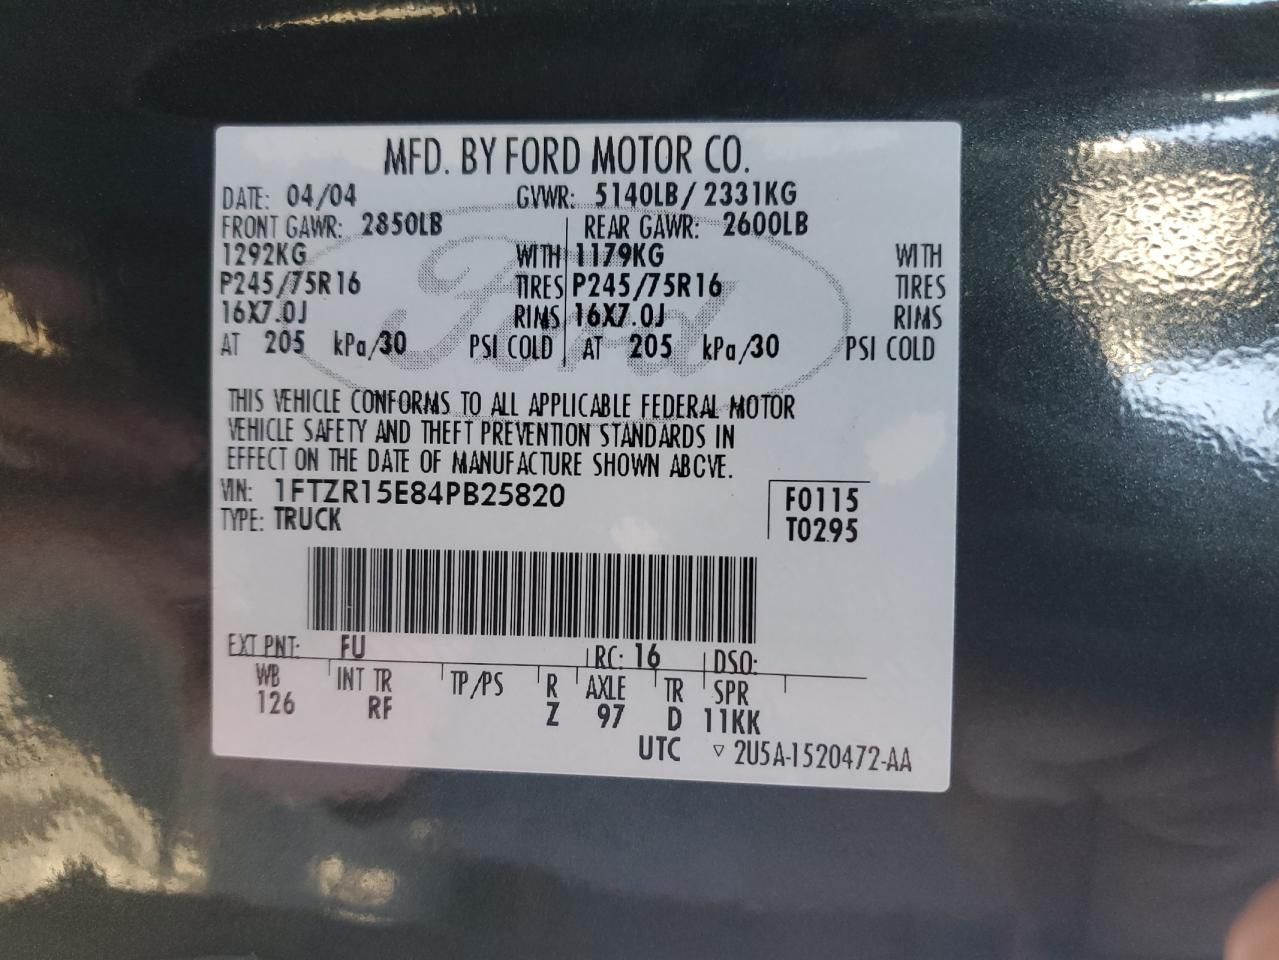 MFD. BY FORD MOTOR CO.
DATE: 04/04 GVWR: 5140LB/ 2331KG
FRONT GAWR: 2850LB REAR GAWR: 2600LB
1292KG WITH 1179KG WITH
P245/75R16 TIRES P245/75R16 TIRES
16X7.0J RIMS 16X7.0J RIMS
AT 205 kPa/30 PSI COLD AT 205 kPa/30 PSI COLD
Ford
THIS VEHICLE CONFORMS TO ALL APPLICABLE FEDERAL MOTOR
VEHICLE SAFETY AND THEFT PREVENTION STANDARDS IN
EFFECT ON THE DATE OF MANUFACTURE SHOWN ABOVE.
VIN: 1FTZR15E84PB25820 F0115
TYPE: TRUCK T0295
EXT PNT: FU RC: 16 DSO:
WB INT TR TP/PS R AXLE TR SPR
126 RF Z 97 D 11KK
UTC ▽ 2U5A-1520472-AA